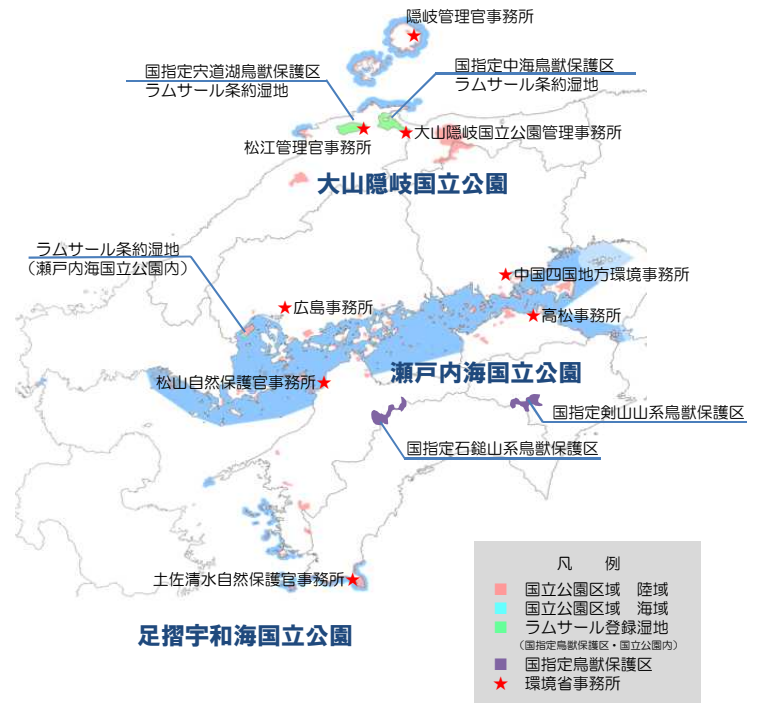 隠岐管理官事務所
国指定宍道湖鳥獣保護区
ラムサール条約湿地
国指定中海鳥獣保護区
ラムサール条約湿地
松江管理官事務所
大山隠岐国立公園管理事務所
大山隠岐国立公園
ラムサール条約湿地
(瀬戸内海国立公園内)
中国四国地方環境事務所
広島事務所
高松事務所
瀬戸内海国立公園
松山自然保護官事務所
国指定剣山山系鳥獣保護区
国指定石鎚山系鳥獣保護区
土佐清水自然保護官事務所
足摺宇和海国立公園
凡 例
国立公園区域 陸域
国立公園区域 海域
ラムサール登録湿地
(国指定鳥獣保護区・国立公園内)
国指定鳥獣保護区
環境省事務所